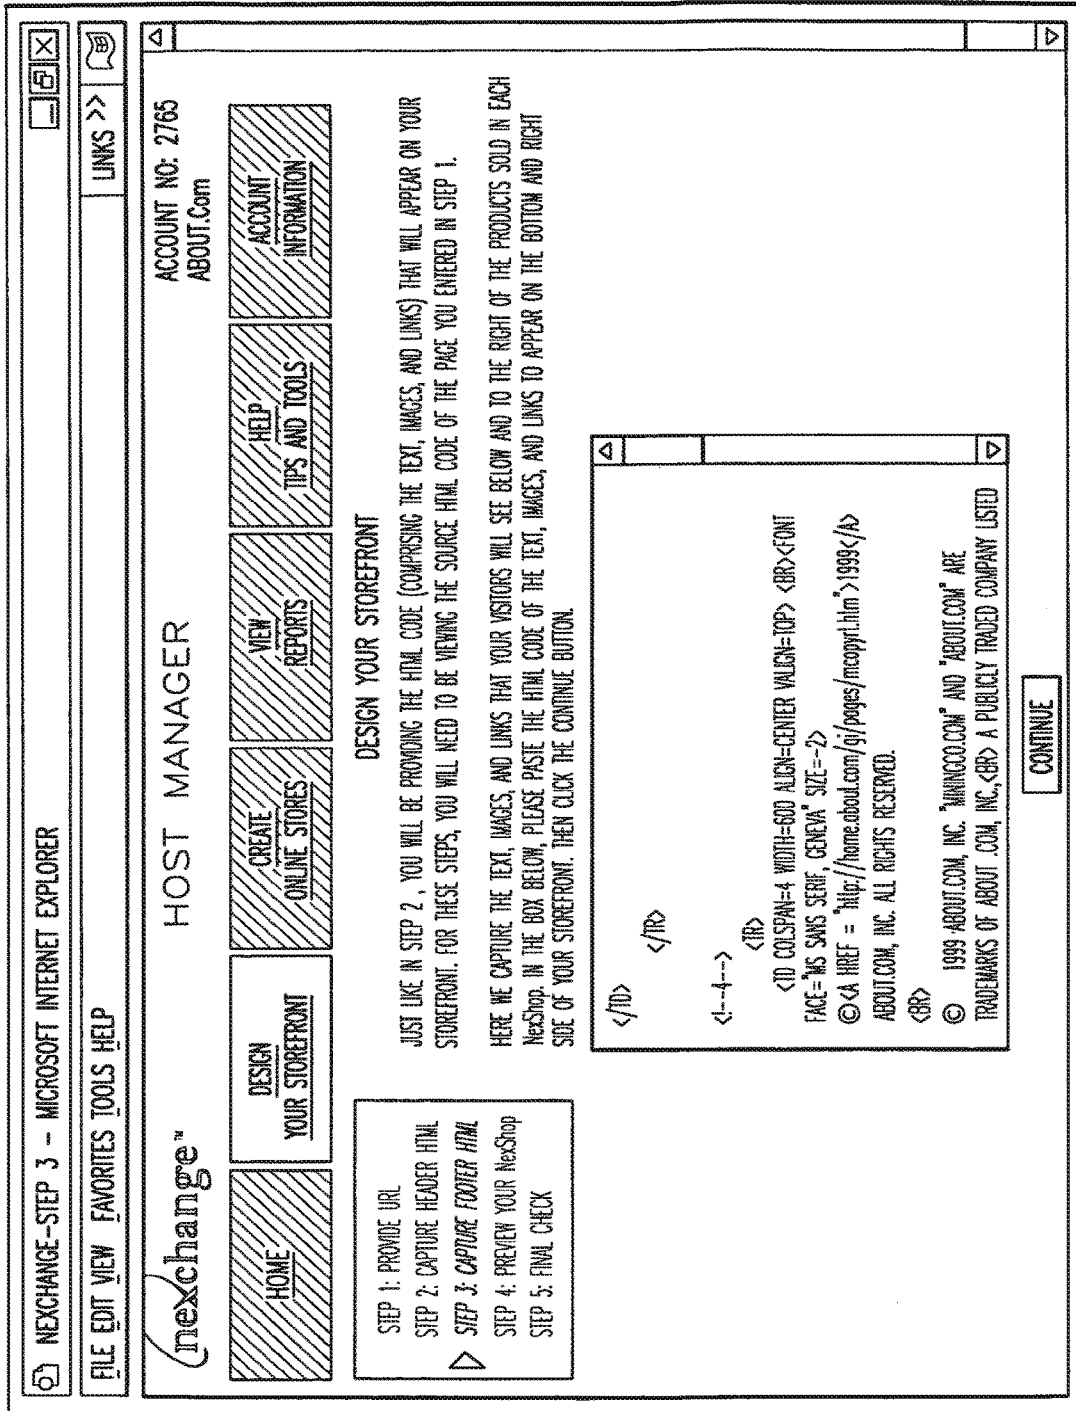 NEXCHANGE-STEP 3 - MICROSOFT INTERNET EXPLORER
FILE EDIT VIEW FAVORITES TOOLS HELP
LINKS >>
nexchange™
HOST MANAGER
ACCOUNT NO: 2765
ABOUT.Com
HOME
DESIGN
YOUR STOREFRONT
CREATE
ONLINE STORES
VIEW
REPORTS
HELP
TIPS AND TOOLS
ACCOUNT
INFORMATION
STEP 1: PROVIDE URL
STEP 2: CAPTURE HEADER HTML
STEP 3: CAPTURE FOOTER HTML
STEP 4: PREVIEW YOUR NexShop
STEP 5: FINAL CHECK
DESIGN YOUR STOREFRONT
JUST LIKE IN STEP 2 , YOU WILL BE PROVIDING THE HTML CODE (COMPRISING THE TEXT, IMAGES, AND LINKS) THAT WILL APPEAR ON YOUR
STOREFRONT. FOR THESE STEPS, YOU WILL NEED TO BE VIEWING THE SOURCE HTML CODE OF THE PAGE YOU ENTERED IN STEP 1.
HERE WE CAPTURE THE TEXT, IMAGES, AND LINKS THAT YOUR VISITORS WILL SEE BELOW AND TO THE RIGHT OF THE PRODUCTS SOLD IN EACH
NexShop. IN THE BOX BELOW, PLEASE PASTE THE HTML CODE OF THE TEXT, IMAGES, AND LINKS TO APPEAR ON THE BOTTOM AND RIGHT
SIDE OF YOUR STOREFRONT. THEN CLICK THE CONTINUE BUTTON.
</TD>
</TR>
<!--4-->
<TR>
<TD COLSPAN=4 WIDTH=600 ALIGN=CENTER VALIGN=TOP> <BR><FONT
FACE="MS SANS SERIF, GENEVA" SIZE=-2>
©<A HREF = "http://home.about.com/gi/pages/mcopyrt.htm">1999</A>
ABOUT.COM, INC. ALL RIGHTS RESERVED.
<BR>
© 1999 ABOUT.COM, INC. "MININGCO.COM" AND "ABOUT.COM" ARE
TRADEMARKS OF ABOUT .COM, INC,<BR> A PUBLICLY TRADED COMPANY LISTED
CONTINUE